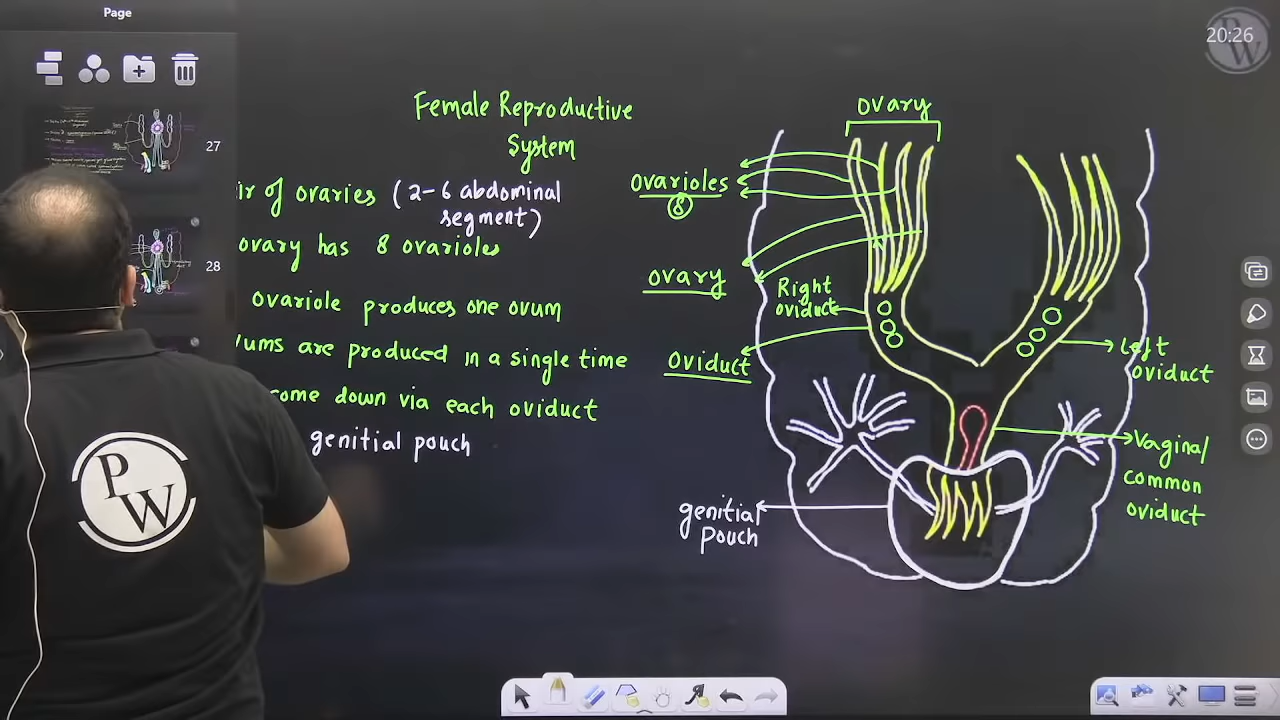 Page
20:26
PW
27
28
Female Reproductive
System
ir of ovaries (2-6 abdominal
segment)
ovary has 8 ovarioles
ovariole produces one ovum
ums are produced in a single time
come down via each oviduct
genitial pouch
PW
ovary
ovarioles
8
ovary
Right
oviduct
oviduct
Left
oviduct
Vaginal
common
oviduct
genitial
pouch